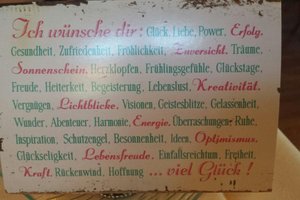 Ich wünsche dir: Glück, Liebe, Power, Erfolg,
Gesundheit, Zufriedenheit, Fröhlichkeit, Zuversicht, Träume,
Sonnenschein, Herzklopfen, Frühlingsgefühle, Glückstage,
Freude, Heiterkeit, Begeisterung, Lebenslust, Kreativität,
Vergnügen, Lichtblicke, Visionen, Geistesblitze, Gelassenheit,
Wunder, Abenteuer, Harmonie, Energie, Überraschungen, Ruhe,
Inspiration, Schutzengel, Besonnenheit, Ideen, Optimismus,
Glückseligkeit, Lebensfreude, Einfallsreichtum, Freiheit,
Kraft, Rückenwind, Hoffnung ... viel Glück!